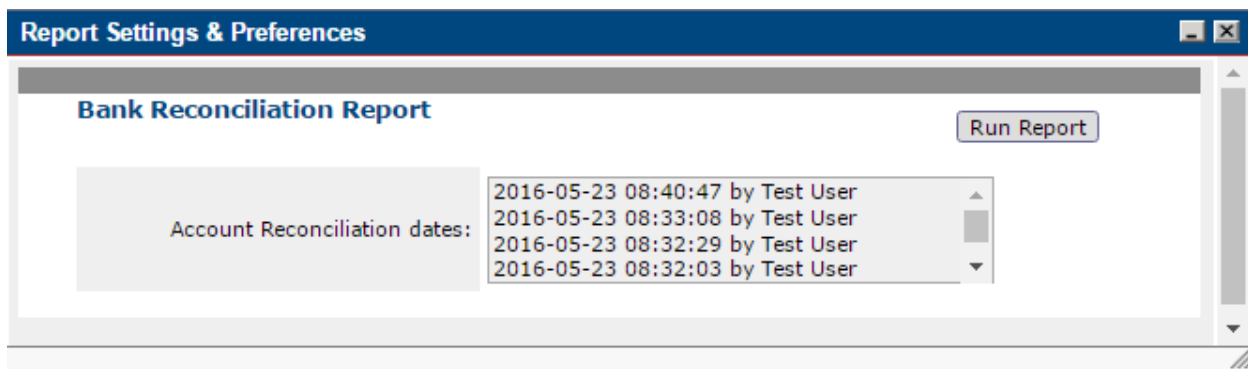 Report Settings & Preferences
Bank Reconciliation Report
Run Report
Account Reconciliation dates:
2016-05-23 08:40:47 by Test User
2016-05-23 08:33:08 by Test User
2016-05-23 08:32:29 by Test User
2016-05-23 08:32:03 by Test User